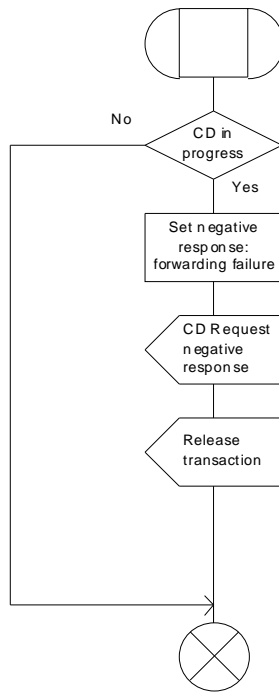 No
CD in
progress
Yes
Set negative
response:
forwarding failure
CD Request
negative
response
Release
transaction